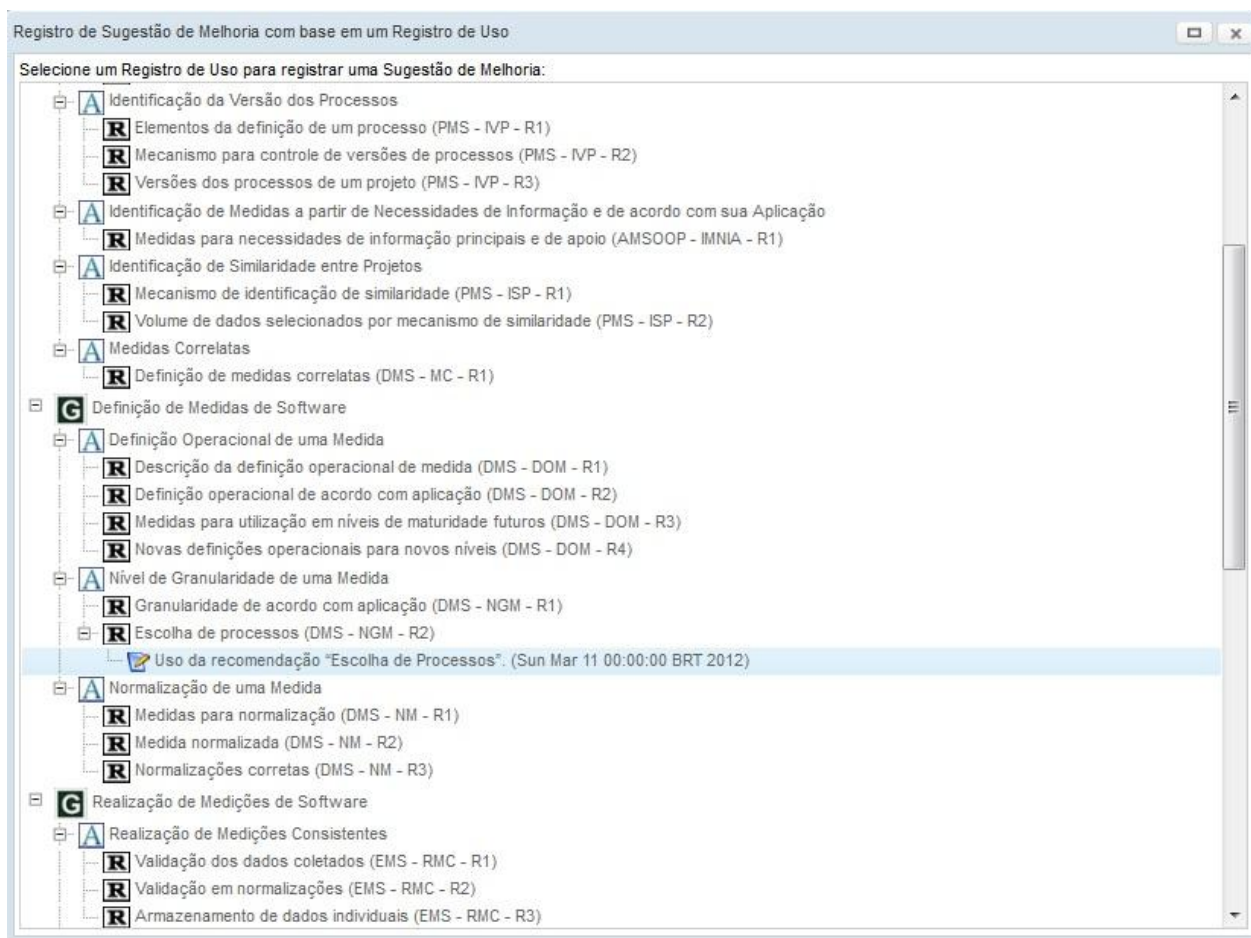 Registro de Sugestão de Melhoria com base em um Registro de Uso
Selecione um Registro de Uso para registrar uma Sugestão de Melhoria:
A Identificação da Versão dos Processos
R Elementos da definição de um processo (PMS - IVP - R1)
R Mecanismo para controle de versões de processos (PMS - IVP - R2)
R Versões dos processos de um projeto (PMS - IVP - R3)
A Identificação de Medidas a partir de Necessidades de Informação e de acordo com sua Aplicação
R Medidas para necessidades de informação principais e de apoio (AMSOOP - IMNIA - R1)
A Identificação de Similaridade entre Projetos
R Mecanismo de identificação de similaridade (PMS - ISP - R1)
R Volume de dados selecionados por mecanismo de similaridade (PMS - ISP - R2)
A Medidas Correlatas
R Definição de medidas correlatas (DMS - MC - R1)
G Definição de Medidas de Software
A Definição Operacional de uma Medida
R Descrição da definição operacional de medida (DMS - DOM - R1)
R Definição operacional de acordo com aplicação (DMS - DOM - R2)
R Medidas para utilização em níveis de maturidade futuros (DMS - DOM - R3)
R Novas definições operacionais para novos níveis (DMS - DOM - R4)
A Nível de Granularidade de uma Medida
R Granularidade de acordo com aplicação (DMS - NGM - R1)
R Escolha de processos (DMS - NGM - R2)
Uso da recomendação “Escolha de Processos”. (Sun Mar 11 00:00:00 BRT 2012)
A Normalização de uma Medida
R Medidas para normalização (DMS - NM - R1)
R Medida normalizada (DMS - NM - R2)
R Normalizações corretas (DMS - NM - R3)
G Realização de Medições de Software
A Realização de Medições Consistentes
R Validação dos dados coletados (EMS - RMC - R1)
R Validação em normalizações (EMS - RMC - R2)
R Armazenamento de dados individuais (EMS - RMC - R3)